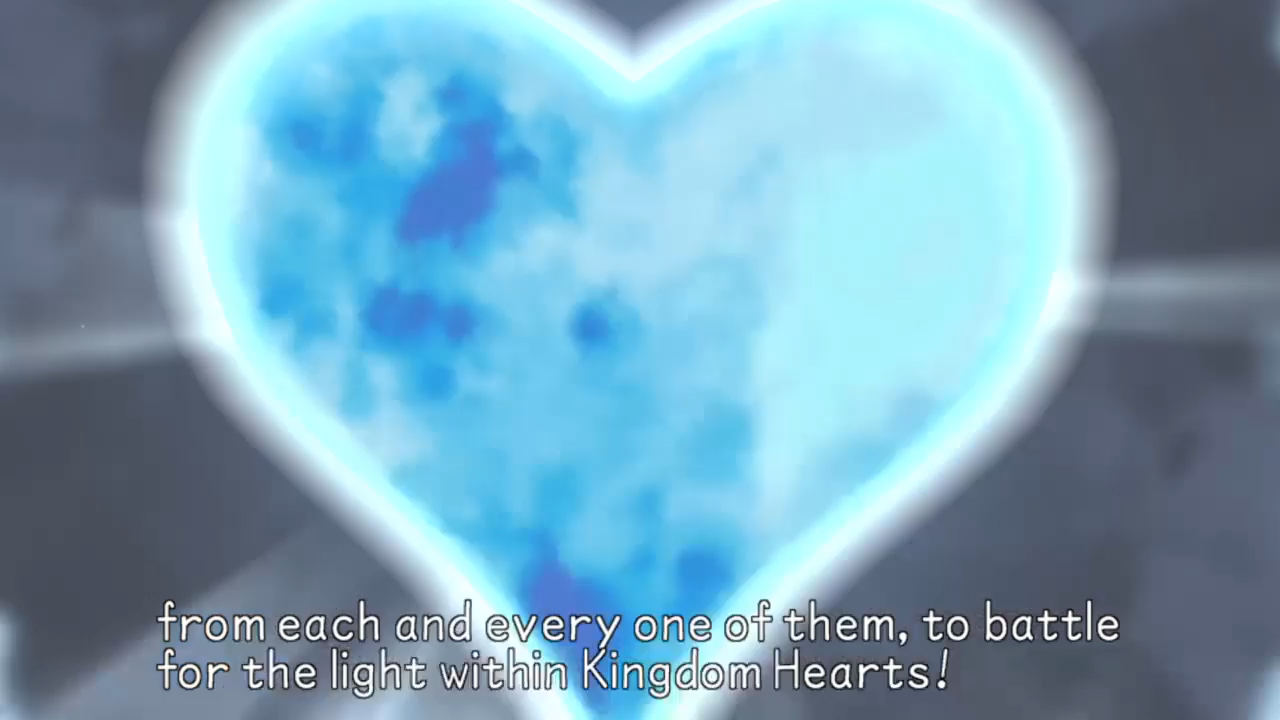 from each and every one of them, to battle
for the light within Kingdom Hearts!